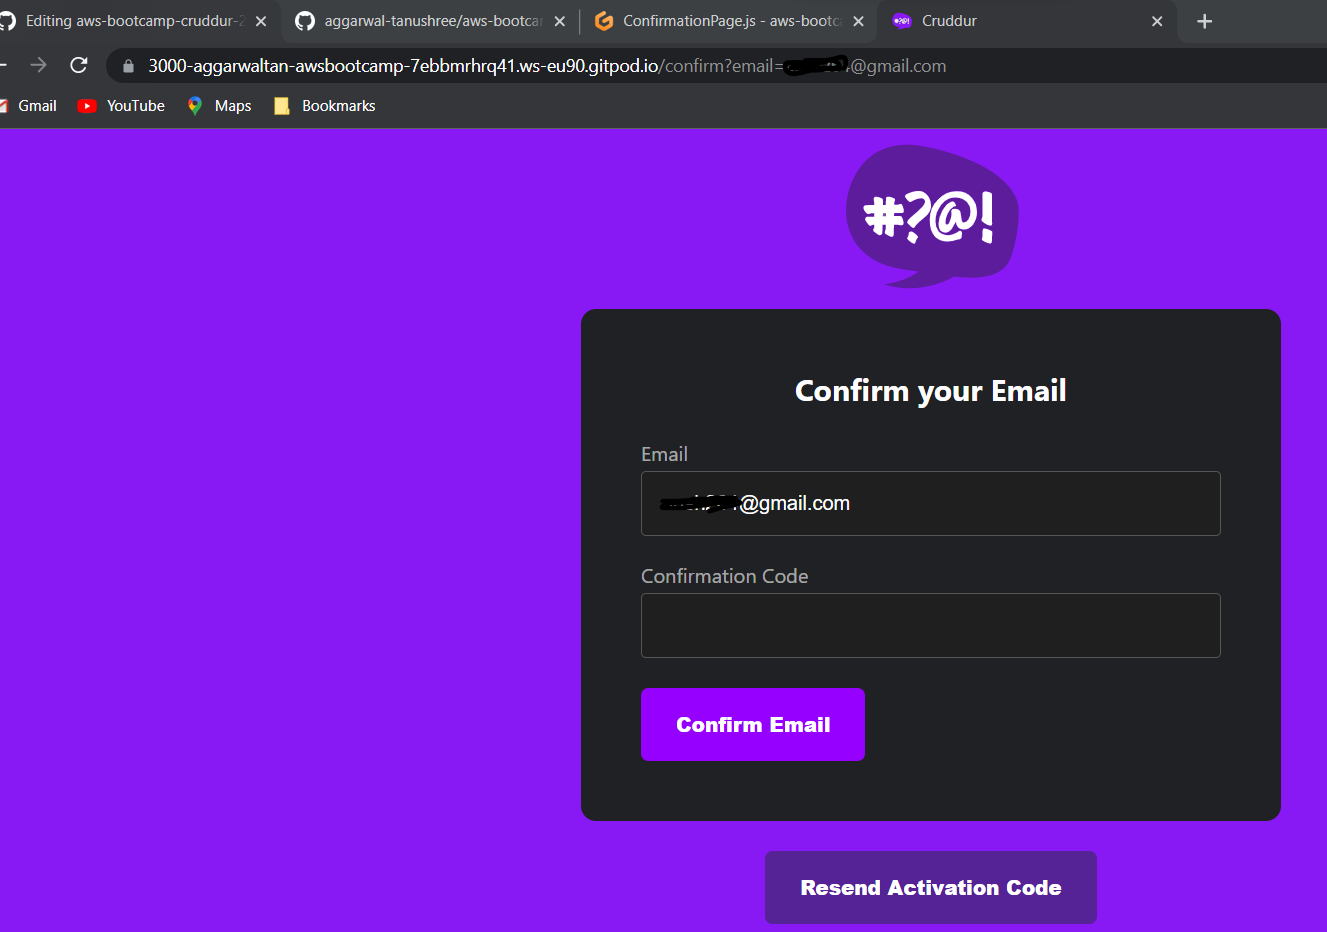 Editing aws-bootcamp-cruddur-2
aggarwal-tanushree/aws-bootcar
ConfirmationPage.js - aws-bootc
Cruddur
3000-aggarwaltan-awsbootcamp-7ebbmrhrq41.ws-eu90.gitpod.io/confirm?email= @gmail.com
Gmail YouTube Maps Bookmarks
#?@!
Confirm your Email
Email
@gmail.com
Confirmation Code
Confirm Email
Resend Activation Code